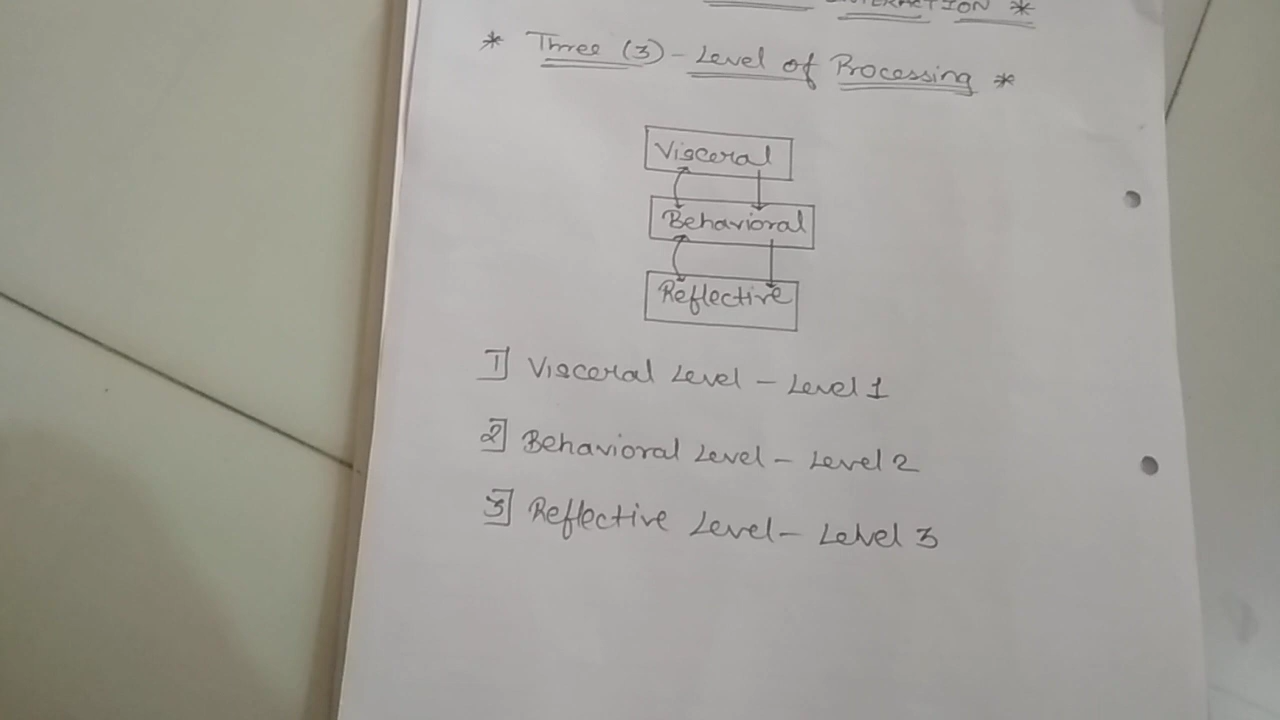 INTERACTION *
* Three (3) - Level of Processing *
Visceral
Behavioral
Reflective
1] Visceral Level - Level 1
2] Behavioral Level - Level 2
3] Reflective Level - Level 3